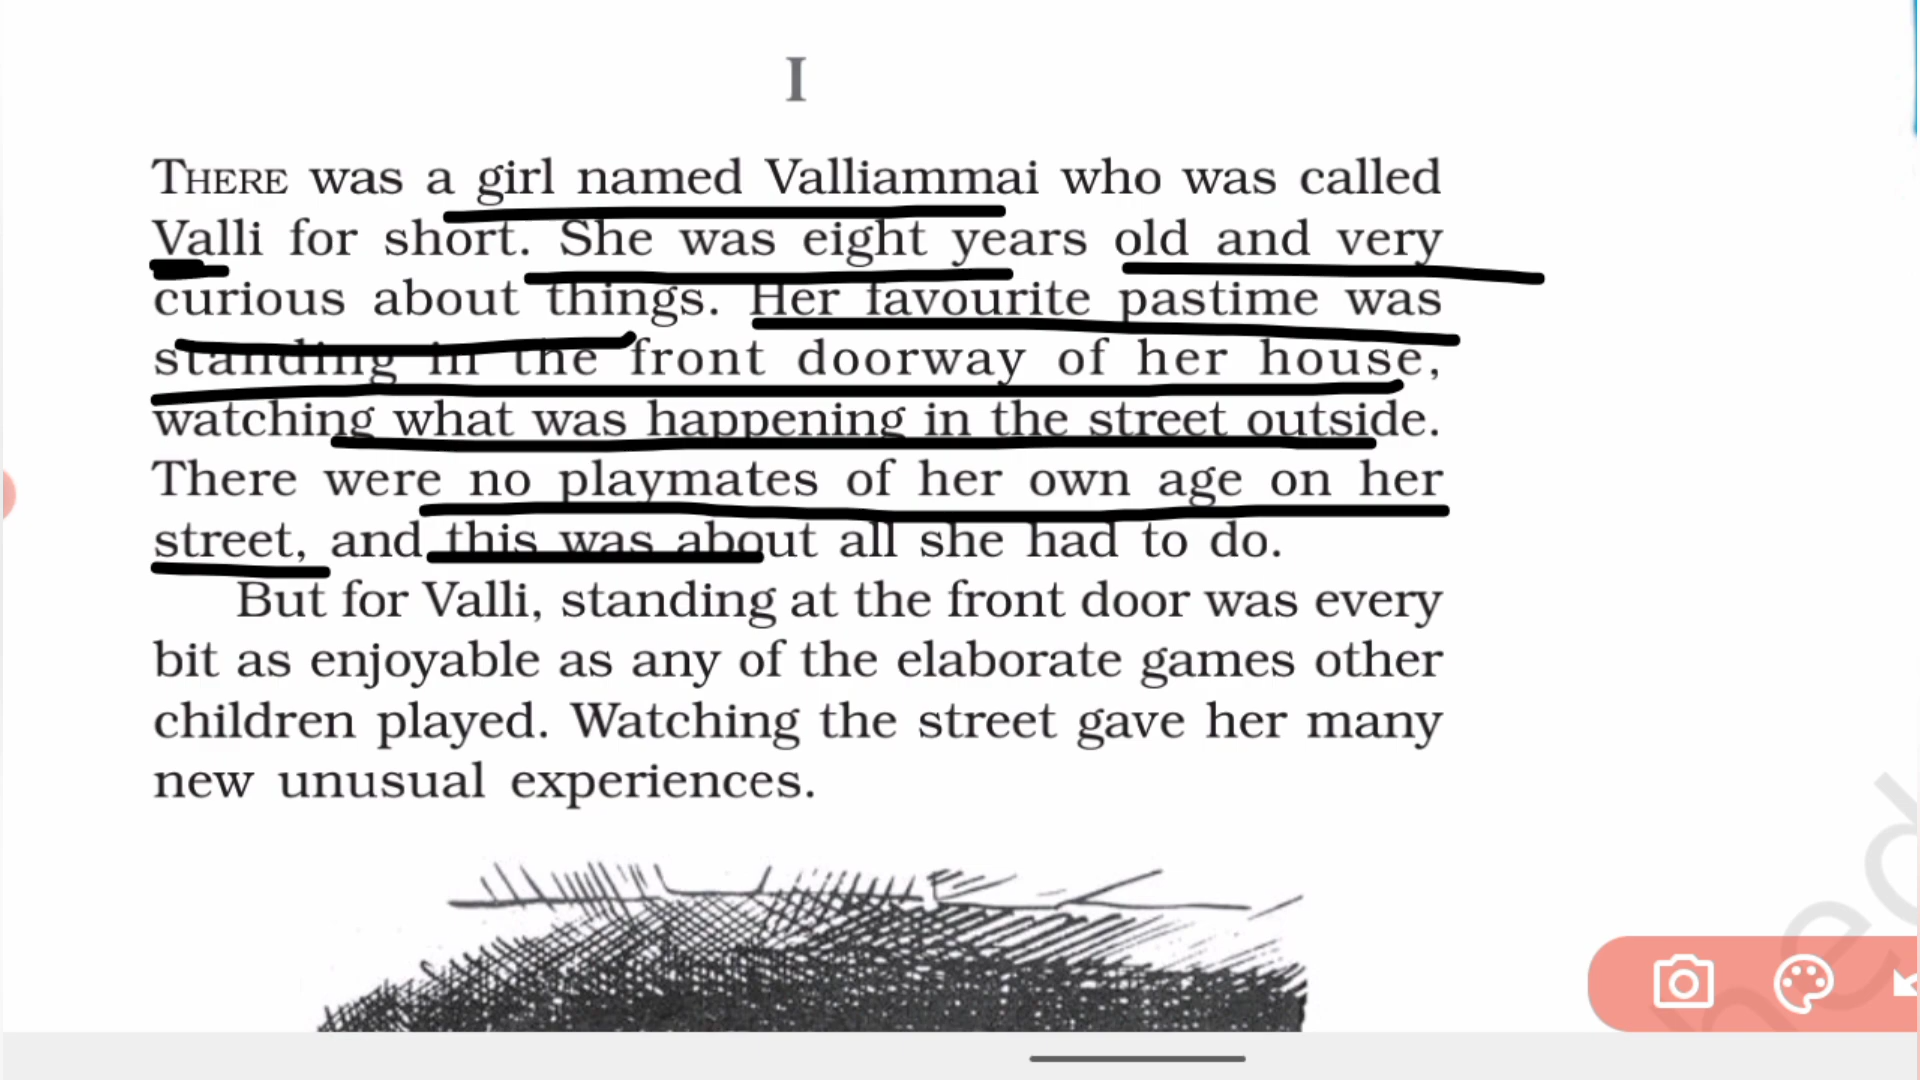 I
THERE was a girl named Valliammai who was called
Valli for short. She was eight years old and very
curious about things. Her favourite pastime was
standing in the front doorway of her house,
watching what was happening in the street outside.
There were no playmates of her own age on her
street, and this was about all she had to do.
But for Valli, standing at the front door was every
bit as enjoyable as any of the elaborate games other
children played. Watching the street gave her many
new unusual experiences.